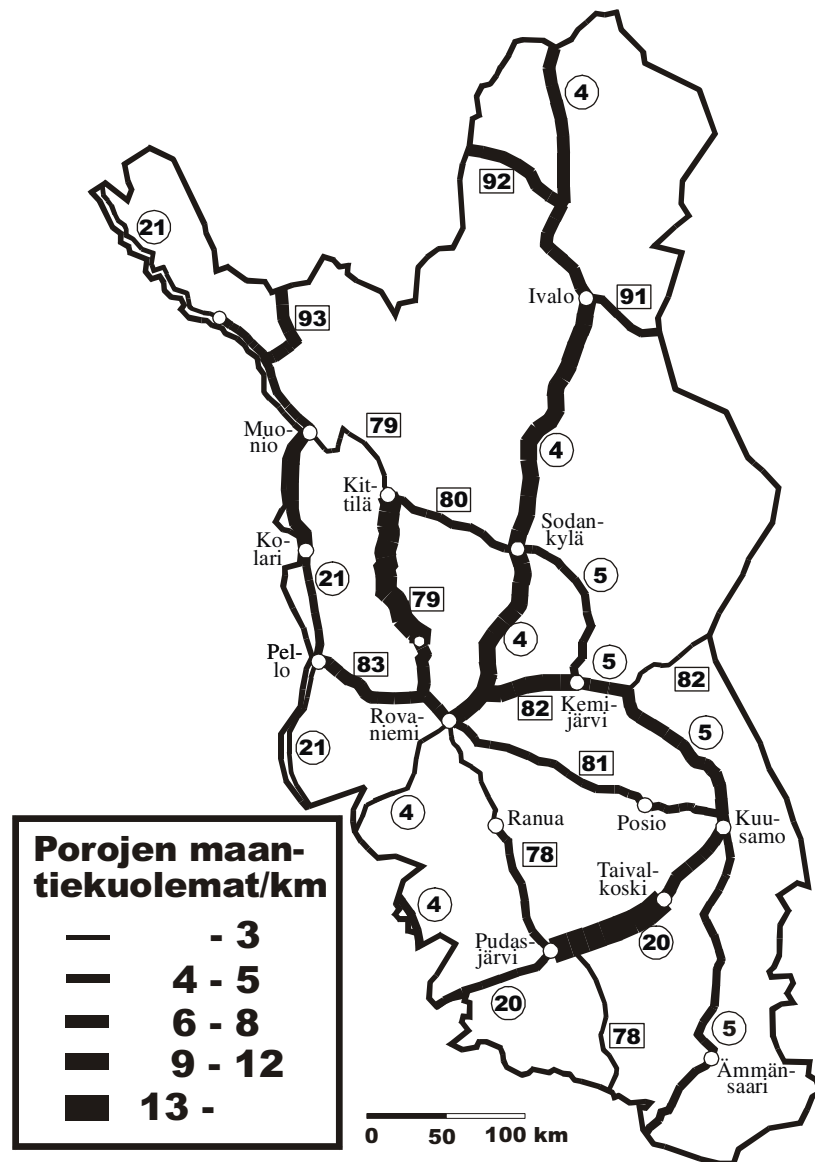 4
92
21
Ivalo
91
93
Muo-
nio
79
4
Kit-
tilä
80
Sodan-
kylä
Ko-
lari
5
21
79
4
Pel-
lo
83
5
82
Rova-
niemi
82
Kemi-
järvi
5
21
81
4
Ranua
Posio
Kuu-
samo
78
Taival-
koski
4
Pudas-
järvi
20
20
5
78
Ämmän-
saari
Porojen maan-
tiekuolemat/km
- 3
4 - 5
6 - 8
9 - 12
13 -
0 50 100 km